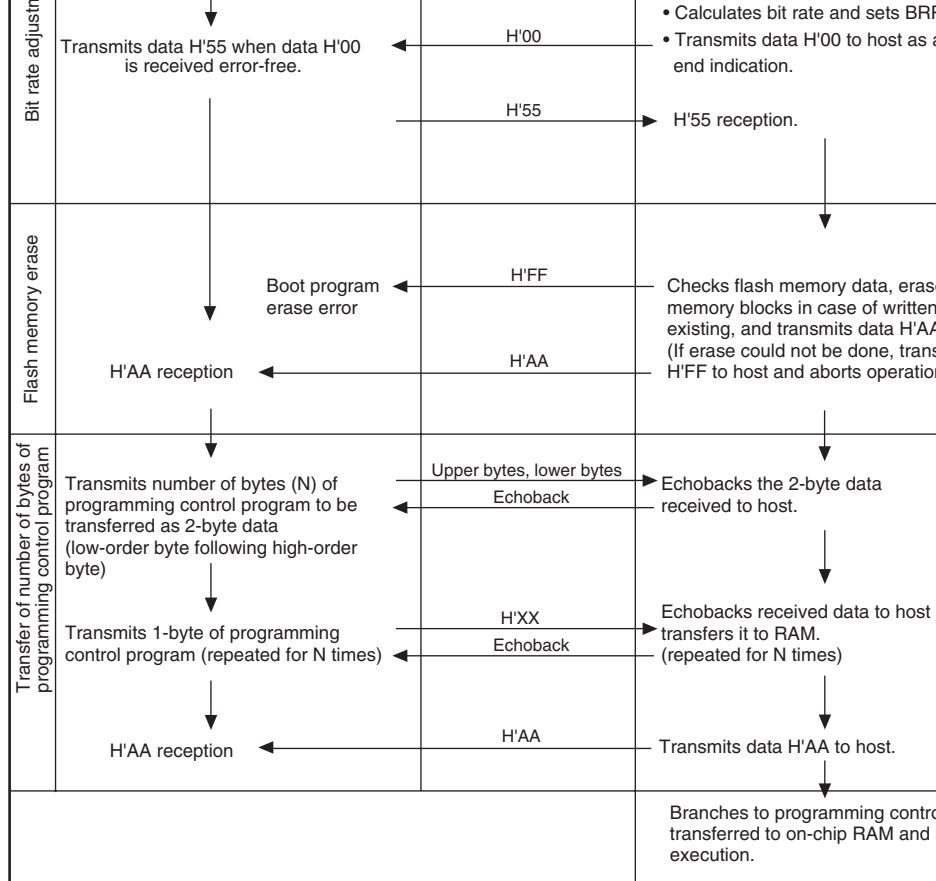 Bit rate
Transmits data H'55 when data H'00
is received error-free.
H'00
• Calculates bit rate and sets
• Transmits data H'00 to host as
end indication.
H'55
H'55 reception.
Flash memory erase
Boot program
erase error
H'FF
Checks flash memory data,
memory blocks in case of written
existing, and transmits data
(If erase could not be done,
H'FF to host and aborts
H'AA reception
H'AA
Transfer of number of bytes of
programming control program
Transmits number of bytes (N) of
programming control program to be
transferred as 2-byte data
(low-order byte following high-order
byte)
Upper bytes, lower bytes
Echoback
Echobacks the 2-byte data
received to host.
Transmits 1-byte of programming
control program (repeated for N times)
H'XX
Echoback
Echobacks received data to host
transfers it to RAM.
(repeated for N times)
H'AA reception
H'AA
Transmits data H'AA to host.
Branches to programming
transferred to on-chip RAM and
execution.